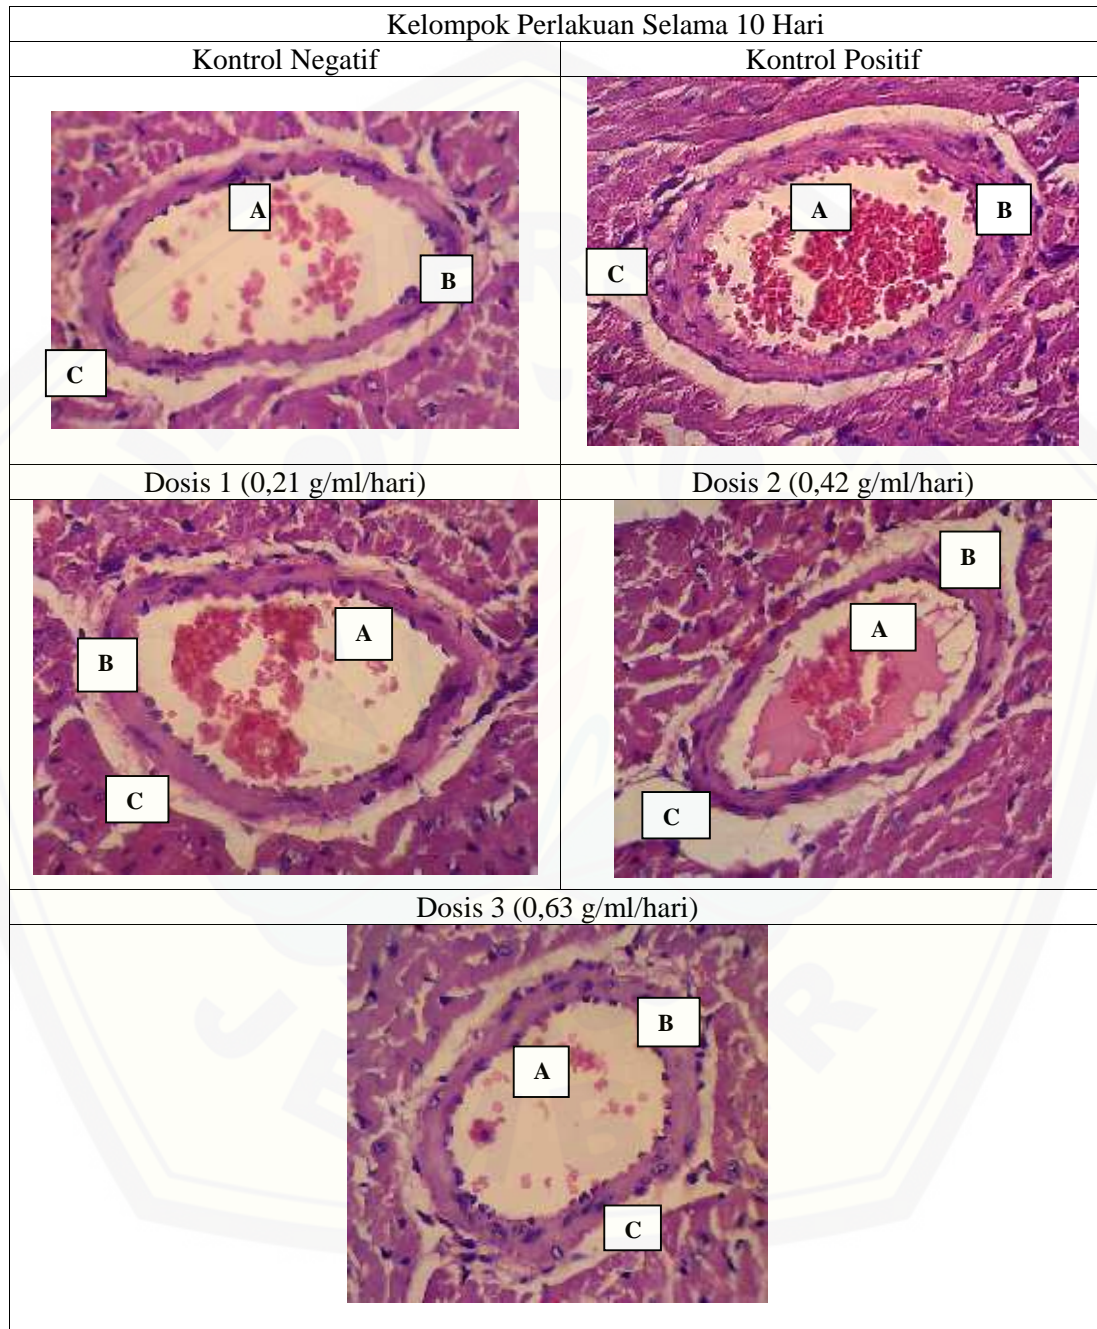 Kelompok Perlakuan Selama 10 Hari
Kontrol Negatif
Kontrol Positif
A
B
C
A
B
C
Dosis 1 (0,21 g/ml/hari)
Dosis 2 (0,42 g/ml/hari)
A
B
C
B
A
C
Dosis 3 (0,63 g/ml/hari)
B
A
C